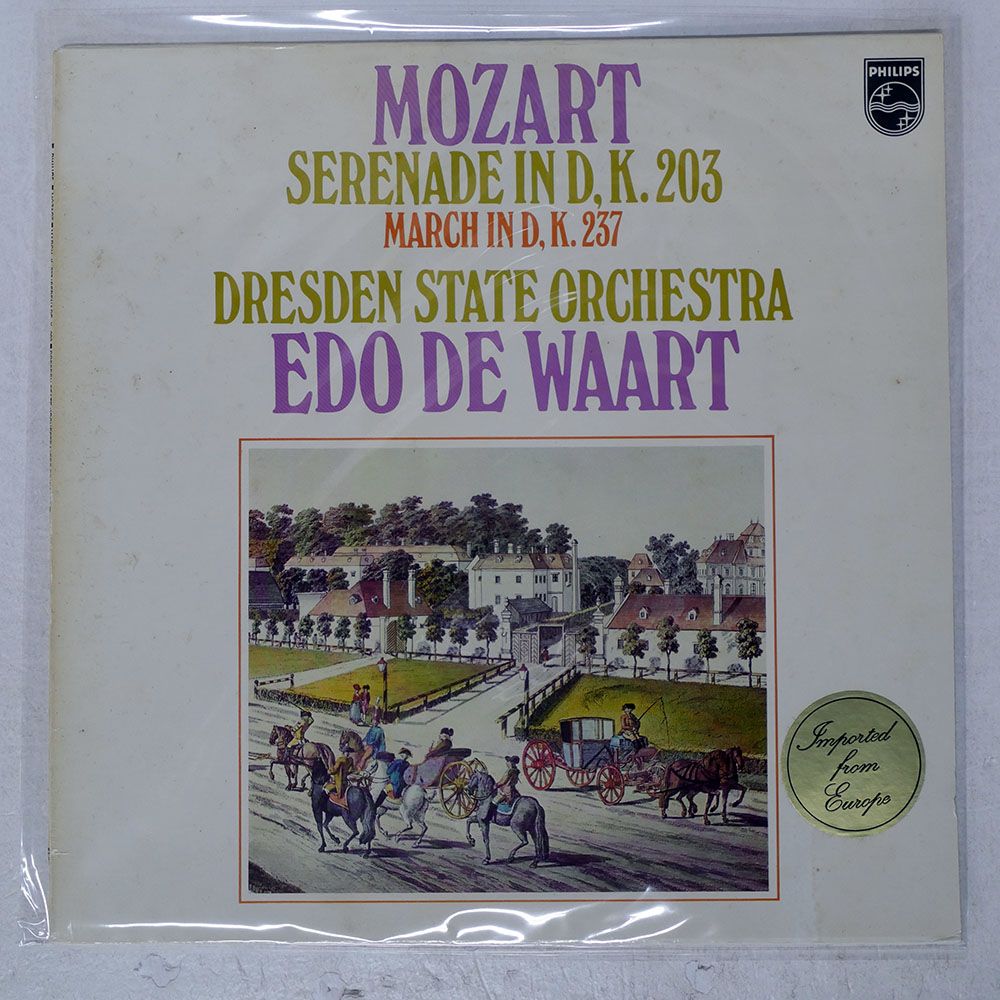 MOZART
PHILIPS
SERENADE IN D, K. 203
MARCH IN D, K. 237
DRESDEN STATE ORCHESTRA
EDO DE WAART
Imported
from
Europe